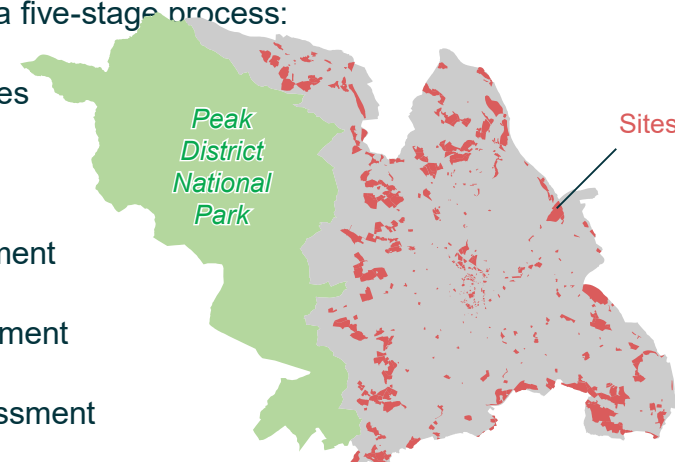 a five-stage process:
es
Peak
District
National
Park
Sites
ment
ment
ssment